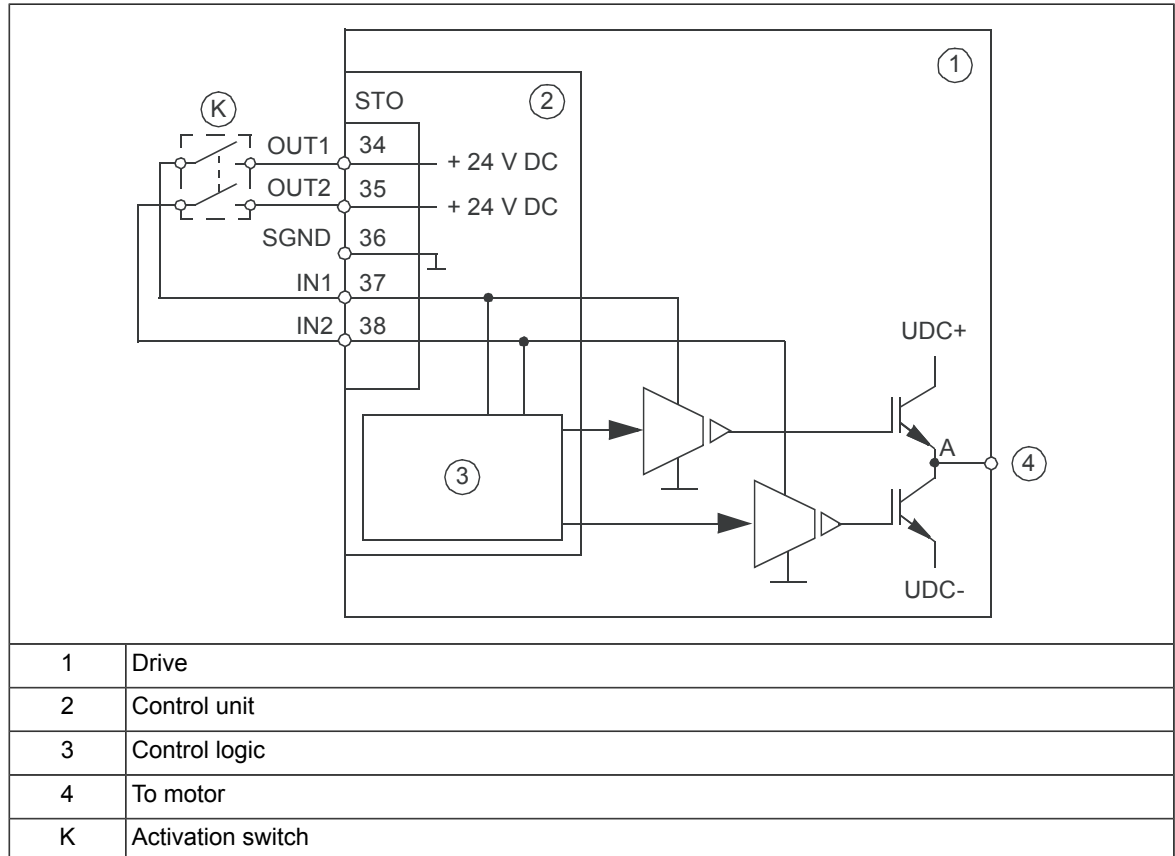 1
STO
2
K
OUT1 34 + 24 V DC
OUT2 35 + 24 V DC
SGND 36
IN1 37
IN2 38
UDC+
A
3
4
UDC-
1 Drive
2 Control unit
3 Control logic
4 To motor
K Activation switch